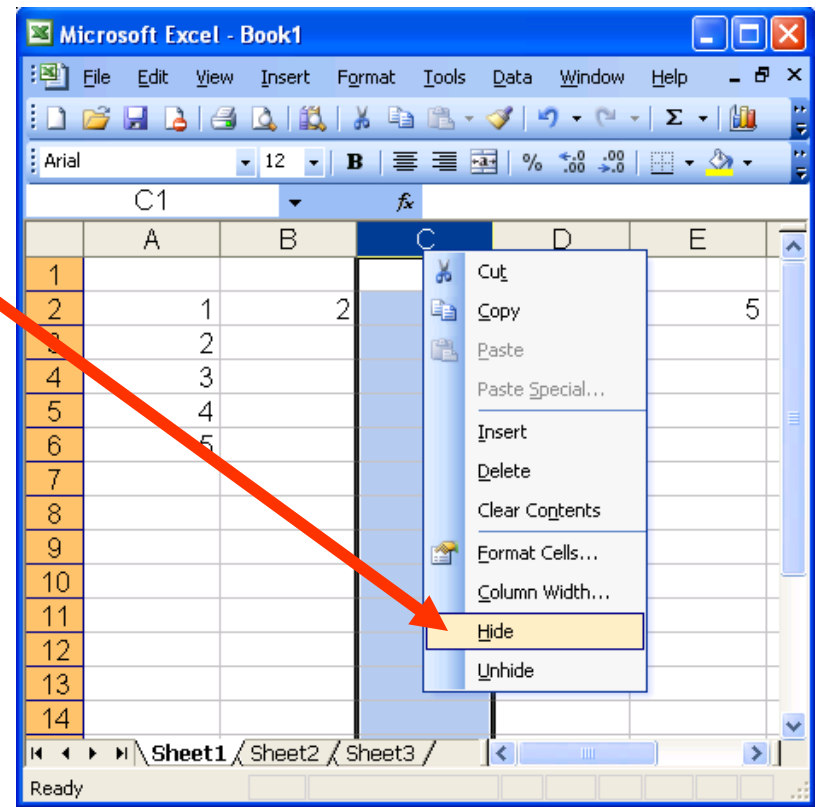 Microsoft Excel - Book1
File Edit View Insert Format Tools Data Window Help
Σ
Arial 12 B a % .00 .00
C1 fx
A B C D E
1 Cut
2 1 2 Copy 5
3 2 Paste
4 3 Paste Special...
5 4 Insert
6 5 Delete
7
8 Clear Contents
9 Format Cells...
10 Column Width...
11 Hide
12
13 Unhide
14
Sheet1 Sheet2 Sheet3
Ready